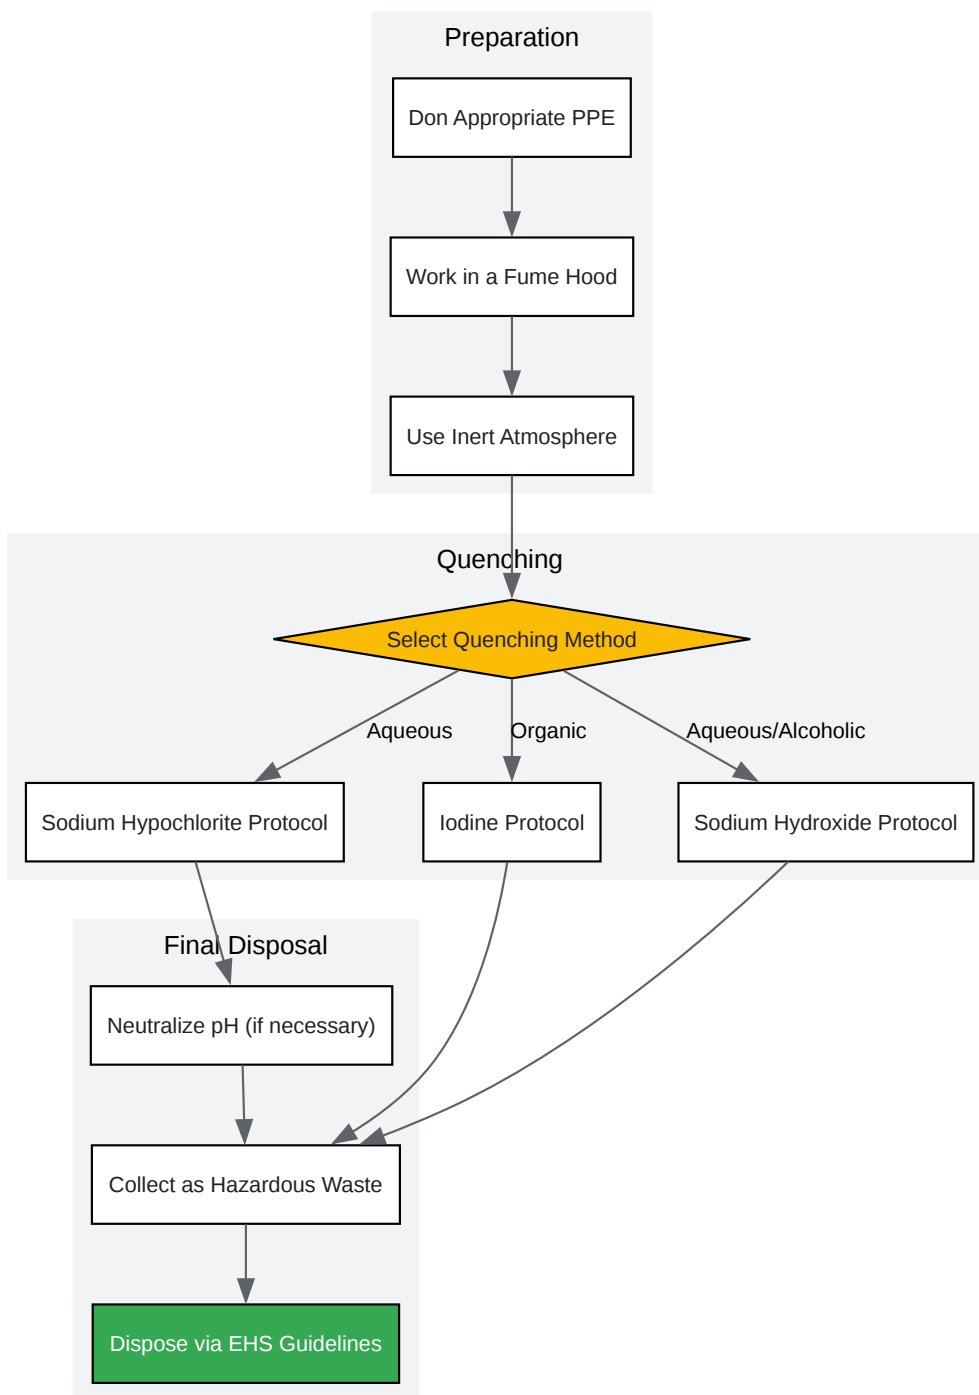 Preparation
Don Appropriate PPE
Work in a Fume Hood
Use Inert Atmosphere
Quenching
Select Quenching Method
Aqueous
Organic
Aqueous/Alcoholic
Sodium Hypochlorite Protocol
Iodine Protocol
Sodium Hydroxide Protocol
Final Disposal
Neutralize pH (if necessary)
Collect as Hazardous Waste
Dispose via EHS Guidelines